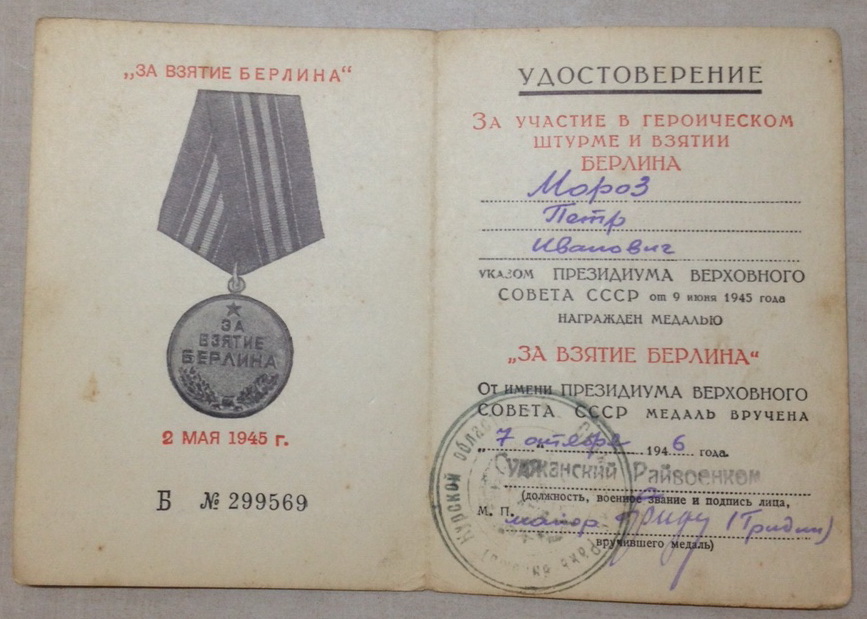 „ЗА ВЗЯТИЕ БЕРЛИНА“
ЗА
ВЗЯТИЕ
БЕРЛИНА
2 МАЯ 1945 г.
Б № 299569
УДОСТОВЕРЕНИЕ
ЗА УЧАСТИЕ В ГЕРОИЧЕСКОМ
ШТУРМЕ И ВЗЯТИИ
БЕРЛИНА
Мороз
Петр
Иванович
УКАЗОМ ПРЕЗИДИУМА ВЕРХОВНОГО
СОВЕТА СССР от 9 июня 1945 года
НАГРАЖДЕН МЕДАЛЬЮ
„ЗА ВЗЯТИЕ БЕРЛИНА“
ОТ ИМЕНИ ПРЕЗИДИУМА ВЕРХОВНОГО
СОВЕТА СССР МЕДАЛЬ ВРУЧЕНА
„7“ октября 1946 года.
Суджанский Райвоенком
(должность, военное звание и подпись лица,
М. П. майор
вручившего медаль)
Курской